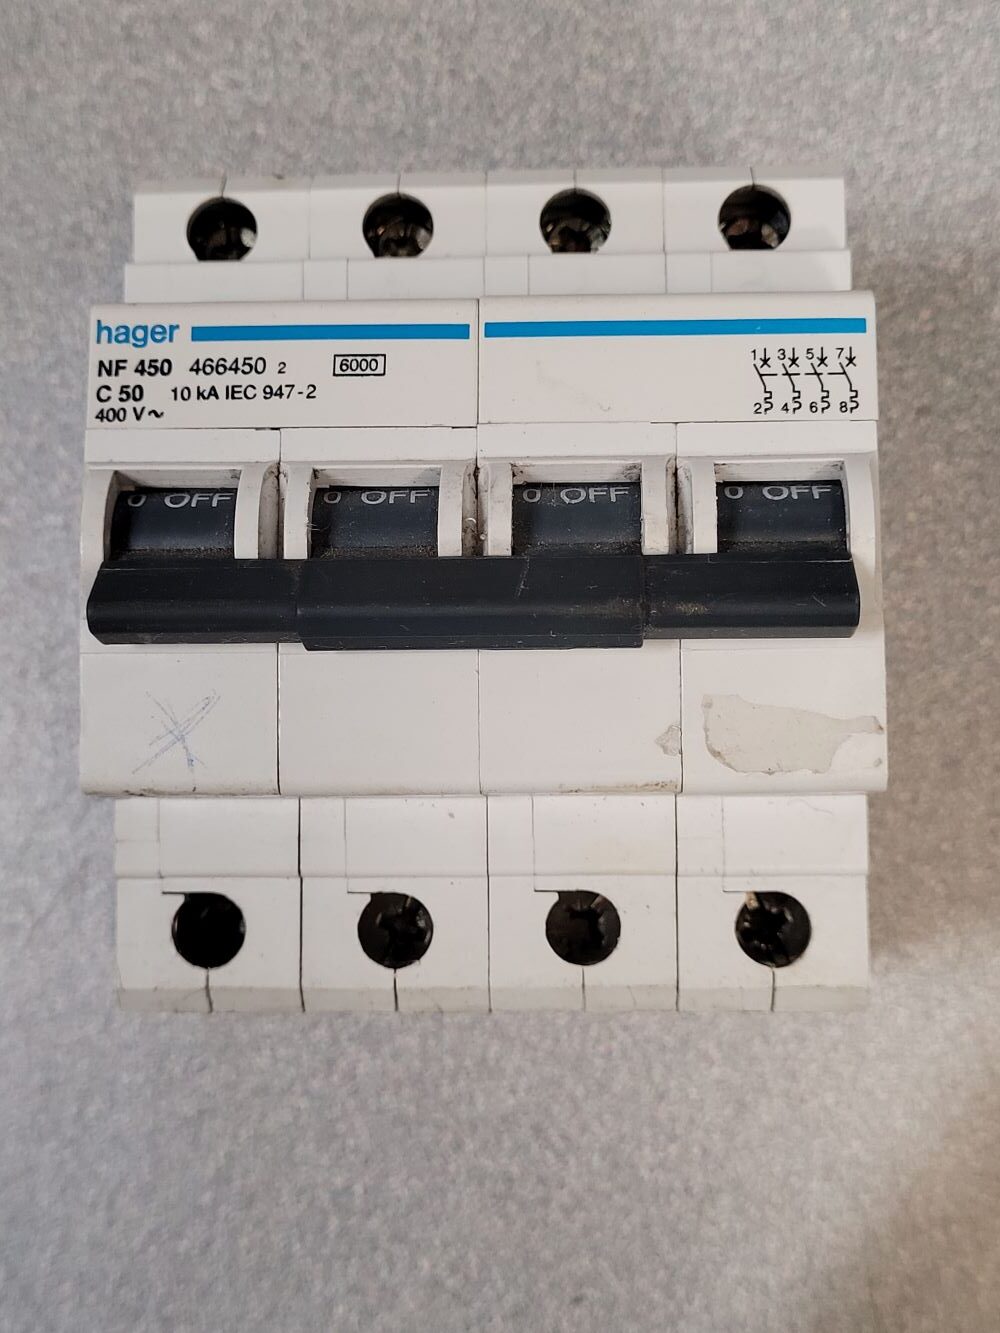 hager
NF 450 466450 2 6000
C 50 10 kA IEC 947-2
400 V~
1 3 5 7
2 4 6 8
0 OFF 0 OFF 0 OFF 0 OFF